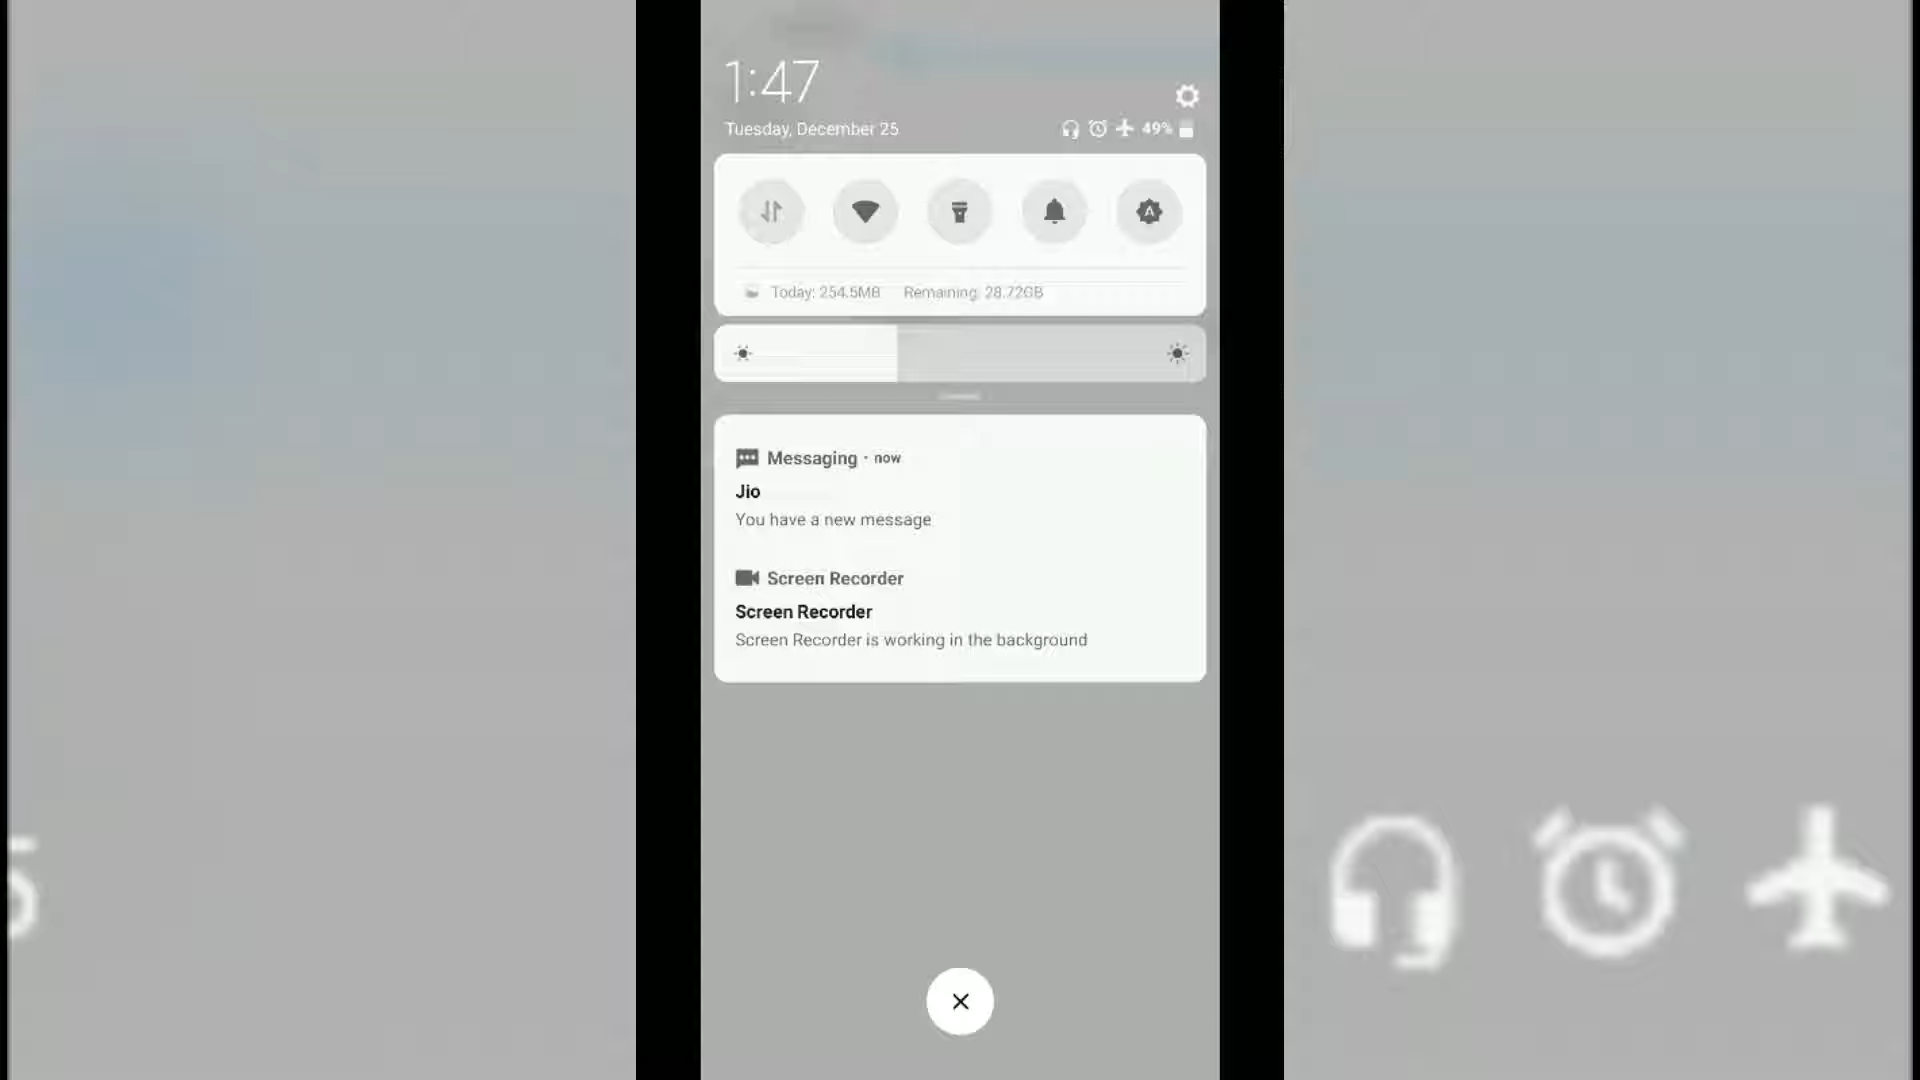 1:47
Tuesday, December 25
49%
Today: 254.5MB Remaining: 28.72GB
Messaging · now
Jio
You have a new message
Screen Recorder
Screen Recorder
Screen Recorder is working in the background
5